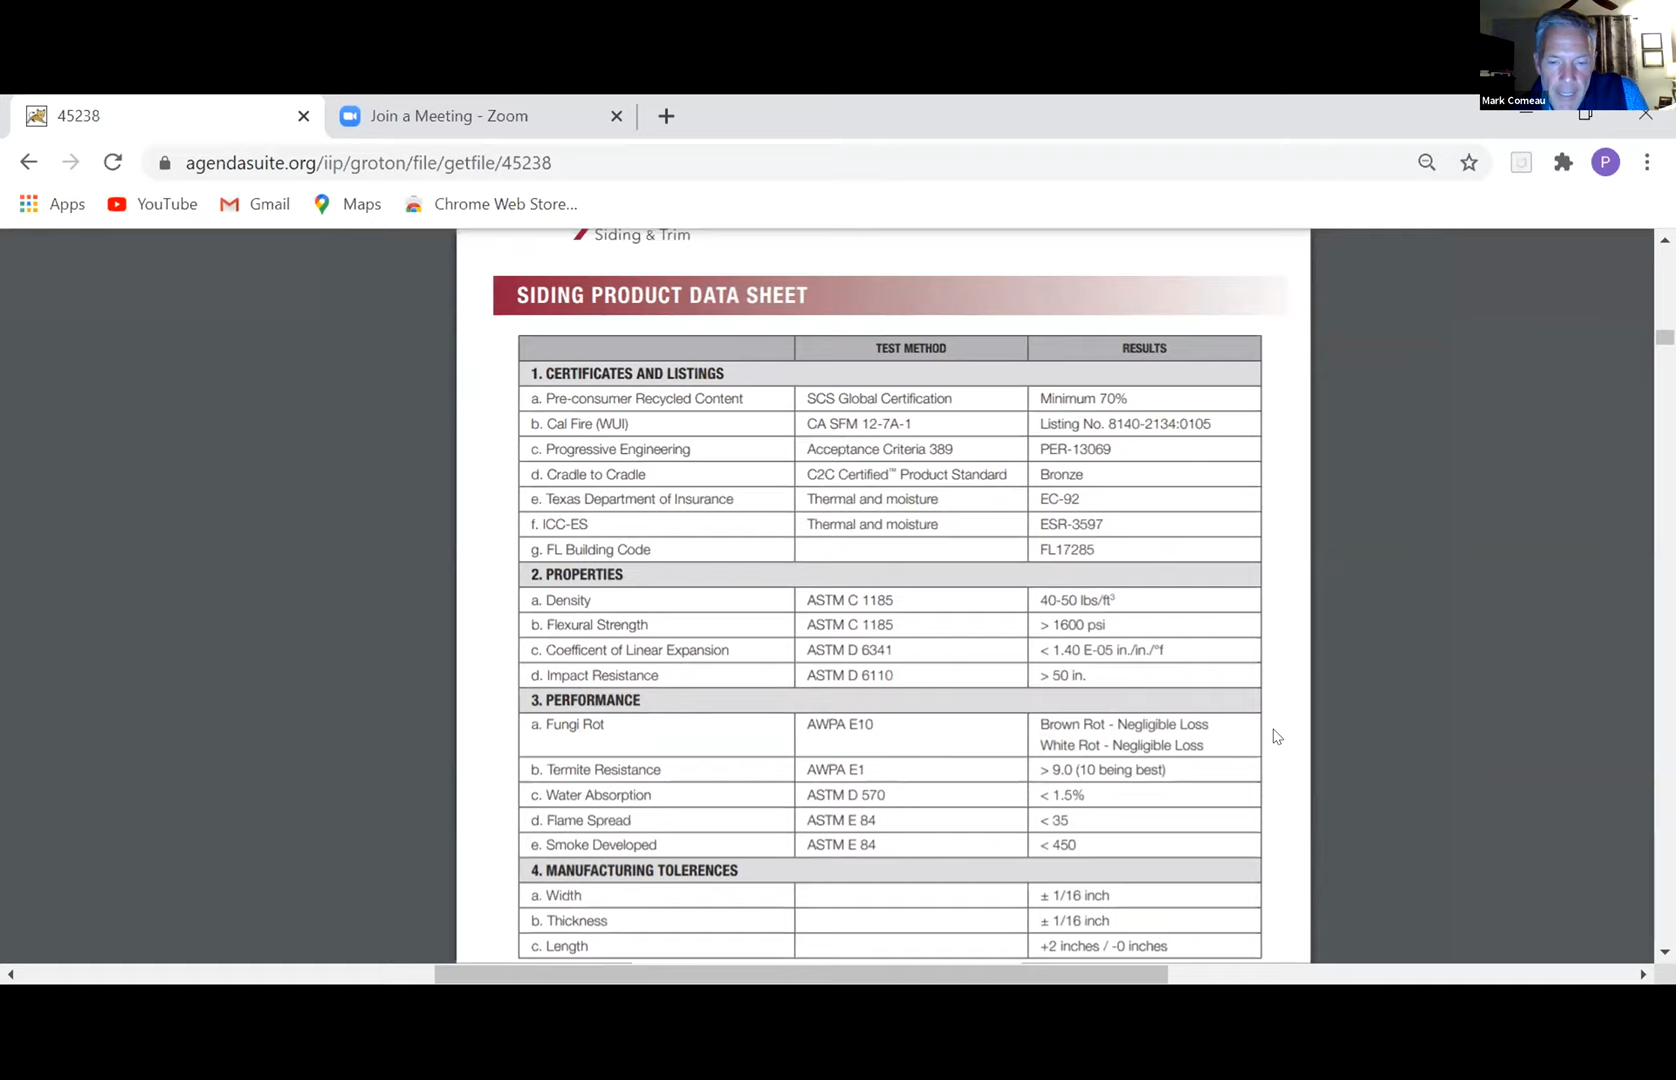 Mark Comeau
45238
Join a Meeting - Zoom
agendasuite.org/iip/groton/file/getfile/45238
P
Apps YouTube Gmail Maps Chrome Web Store...
Siding & Trim
SIDING PRODUCT DATA SHEET
TEST METHOD RESULTS
1. CERTIFICATES AND LISTINGS
a. Pre-consumer Recycled Content SCS Global Certification Minimum 70%
b. Cal Fire (WUI) CA SFM 12-7A-1 Listing No. 8140-2134:0105
c. Progressive Engineering Acceptance Criteria 389 PER-13069
d. Cradle to Cradle C2C Certified™ Product Standard Bronze
e. Texas Department of Insurance Thermal and moisture EC-92
f. ICC-ES Thermal and moisture ESR-3597
g. FL Building Code FL17285
2. PROPERTIES
a. Density ASTM C 1185 40-50 lbs/ft³
b. Flexural Strength ASTM C 1185 > 1600 psi
c. Coefficent of Linear Expansion ASTM D 6341 < 1.40 E-05 in./in./°f
d. Impact Resistance ASTM D 6110 > 50 in.
3. PERFORMANCE
a. Fungi Rot AWPA E10 Brown Rot - Negligible Loss
White Rot - Negligible Loss
b. Termite Resistance AWPA E1 > 9.0 (10 being best)
c. Water Absorption ASTM D 570 < 1.5%
d. Flame Spread ASTM E 84 < 35
e. Smoke Developed ASTM E 84 < 450
4. MANUFACTURING TOLERENCES
a. Width ± 1/16 inch
b. Thickness ± 1/16 inch
c. Length +2 inches / -0 inches